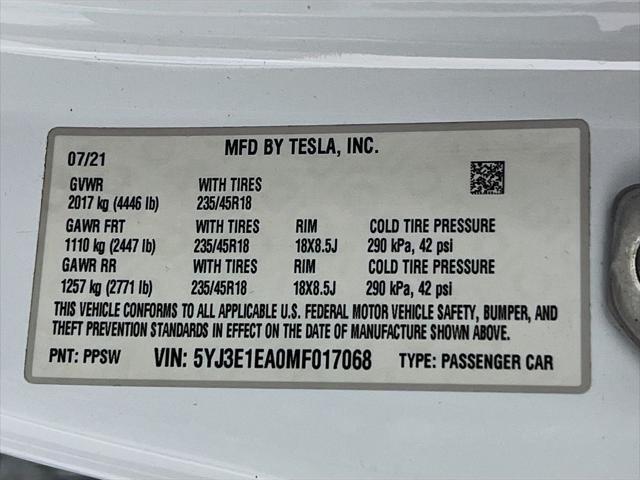 MFD BY TESLA, INC.
07/21
GVWR WITH TIRES
2017 kg (4446 lb) 235/45R18
GAWR FRT WITH TIRES RIM COLD TIRE PRESSURE
1110 kg (2447 lb) 235/45R18 18X8.5J 290 kPa, 42 psi
GAWR RR WITH TIRES RIM COLD TIRE PRESSURE
1257 kg (2771 lb) 235/45R18 18X8.5J 290 kPa, 42 psi
THIS VEHICLE CONFORMS TO ALL APPLICABLE U.S. FEDERAL MOTOR VEHICLE SAFETY, BUMPER, AND
THEFT PREVENTION STANDARDS IN EFFECT ON THE DATE OF MANUFACTURE SHOWN ABOVE.
PNT: PPSW VIN: 5YJ3E1EA0MF017068 TYPE: PASSENGER CAR